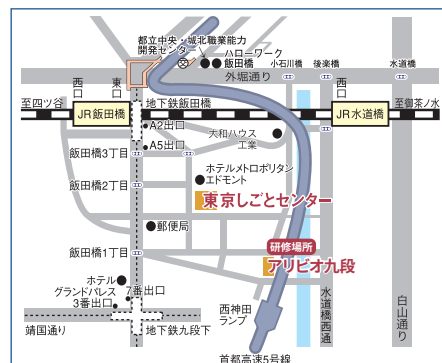 都立中央・城北職業能力
開発センター
ハローワーク
飯田橋
小石川橋
後楽橋
水道橋
外堀通り
西口
東口
西口
至四ツ谷
JR飯田橋
地下鉄飯田橋
JR水道橋
至御茶ノ水
A2出口
大和ハウス
工業
A5出口
飯田橋3丁目
ホテルメトロポリタン
エドモント
飯田橋2丁目
東京しごとセンター
郵便局
研修場所
飯田橋1丁目
アリビオ九段
ホテル
グランドパレス
7番出口
3番出口
西神田
ランプ
水道橋西通
白山通り
靖国通り
地下鉄九段下
首都高速5号線